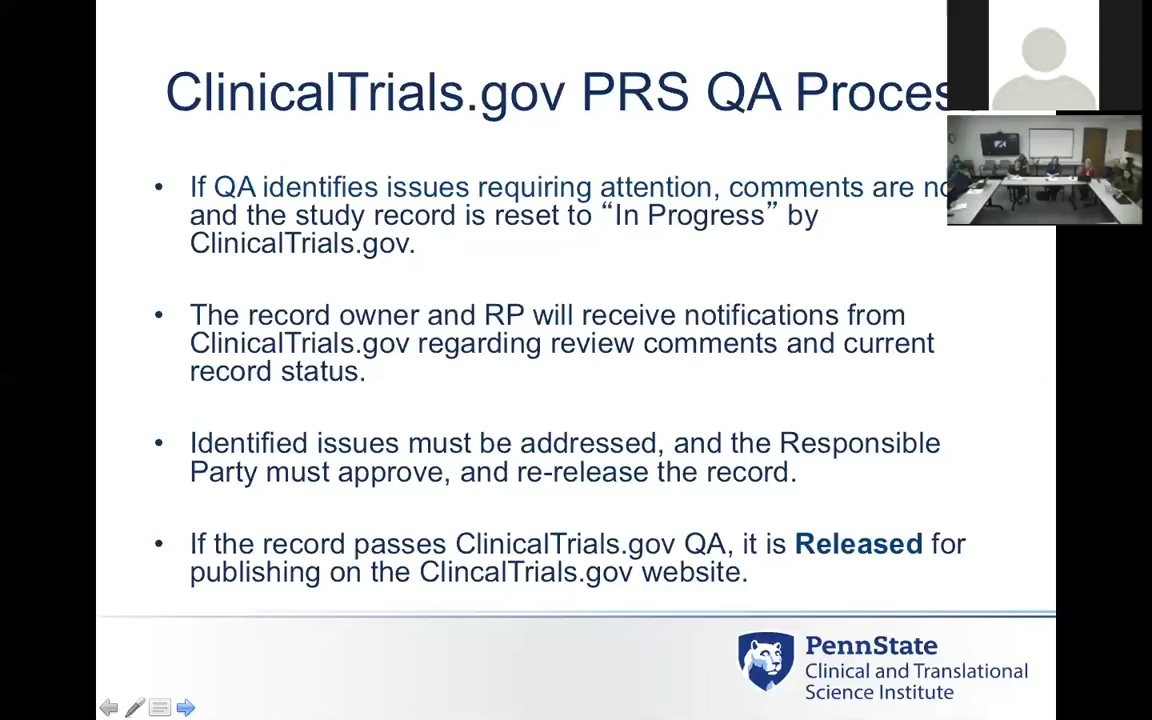 ClinicalTrials.gov PRS QA
• If QA identifies issues requiring attention, comments are
and the study record is reset to “In Progress” by
ClinicalTrials.gov.
• The record owner and RP will receive notifications from
ClinicalTrials.gov regarding review comments and current
record status.
• Identified issues must be addressed, and the Responsible
Party must approve, and re-release the record.
• If the record passes ClinicalTrials.gov QA, it is Released for
publishing on the ClincalTrials.gov website.
PennState
Clinical and Translational
Science Institute